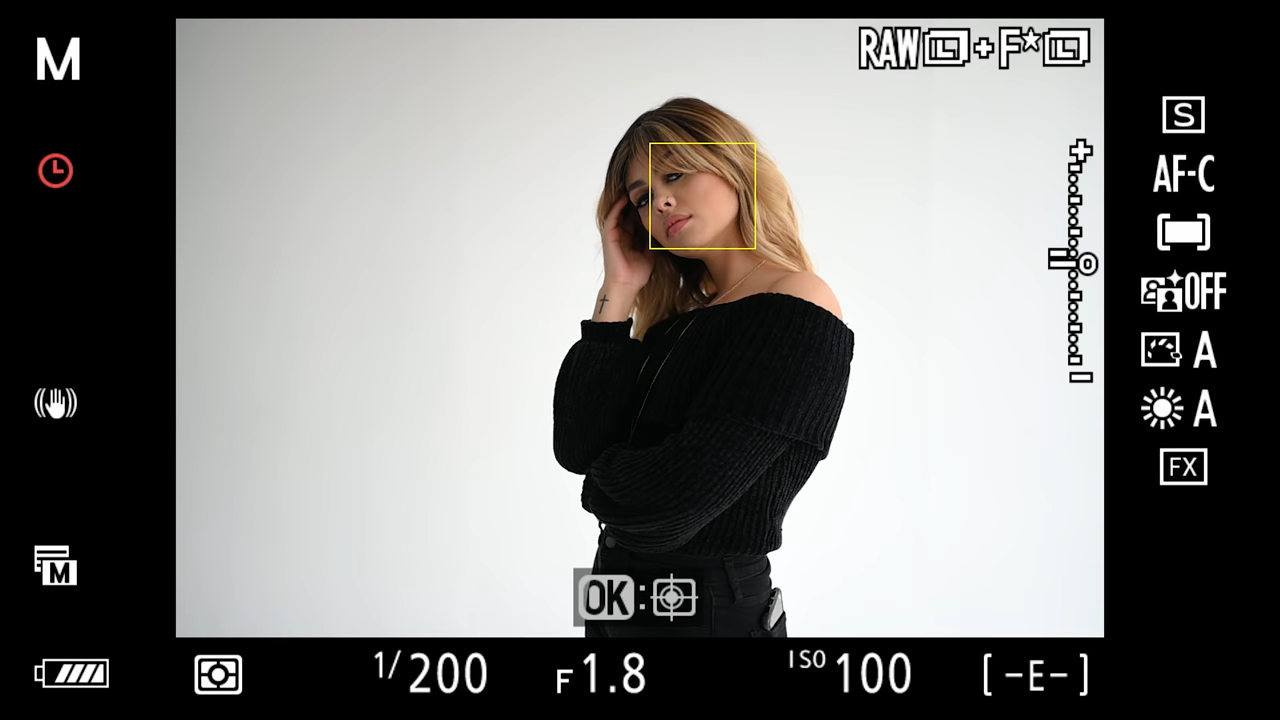 M
RAW L + F★ L
S
AF-C
OFF
A
A
FX
OK:
M
1/200 F1.8 ISO 100 [-E-]